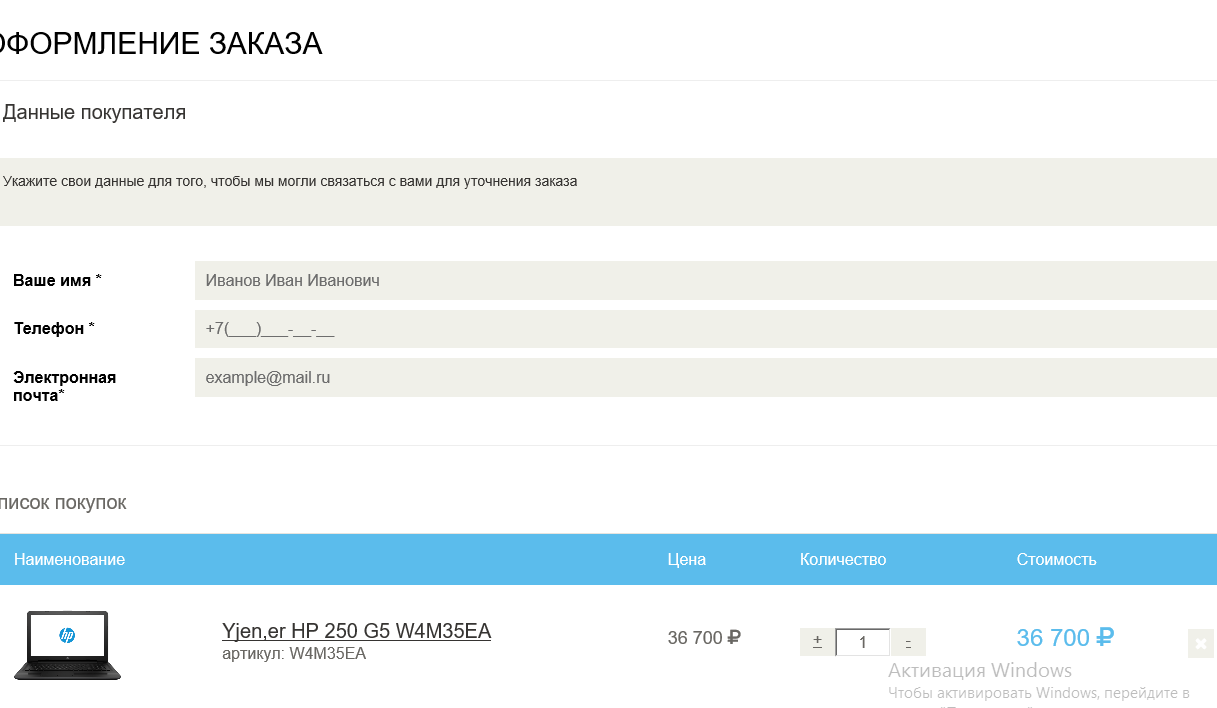 ОФОРМЛЕНИЕ ЗАКАЗА
Данные покупателя
Укажите свои данные для того, чтобы мы могли связаться с вами для уточнения заказа
Ваше имя * Иванов Иван Иванович
Телефон * +7(___)___-__-__
Электронная почта* example@mail.ru
писок покупок
Наименование Цена Количество Стоимость
hp
Yjen,er HP 250 G5 W4M35EA
артикул: W4M35EA
36 700 ₽ + 1 - 36 700 ₽ ×
Активация Windows
Чтобы активировать Windows, перейдите в